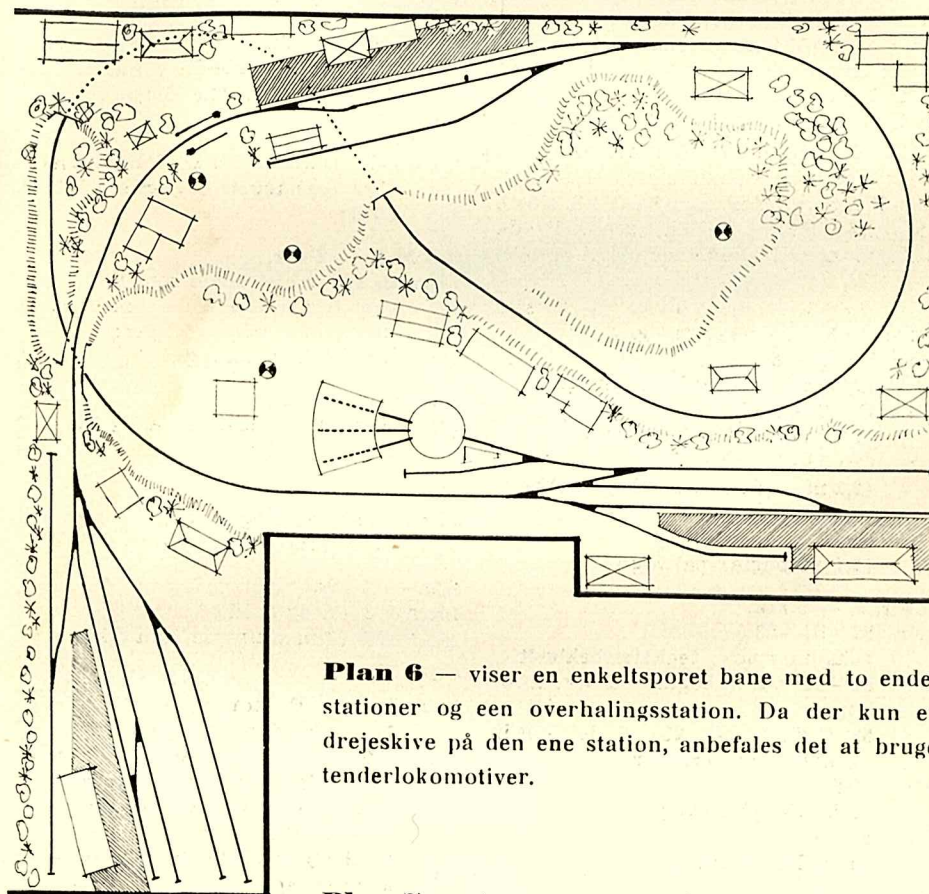 Plan 6 — viser en enkeltsporet bane med to ende
stationer og een overhalingsstation. Da der kun e
drejeskive på den ene station, anbefales det at bruge
tenderlokomotiver.